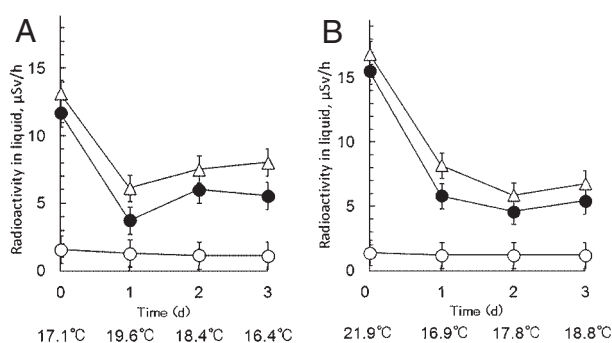 A
Radioactivity in liquid, μSv/h
15
10
5
0
0 1 2 3
Time (d)
17.1℃ 19.6℃ 18.4℃ 16.4℃
B
Radioactivity in liquid, μSv/h
15
10
5
0
0 1 2 3
Time (d)
21.9℃ 16.9℃ 17.8℃ 18.8℃